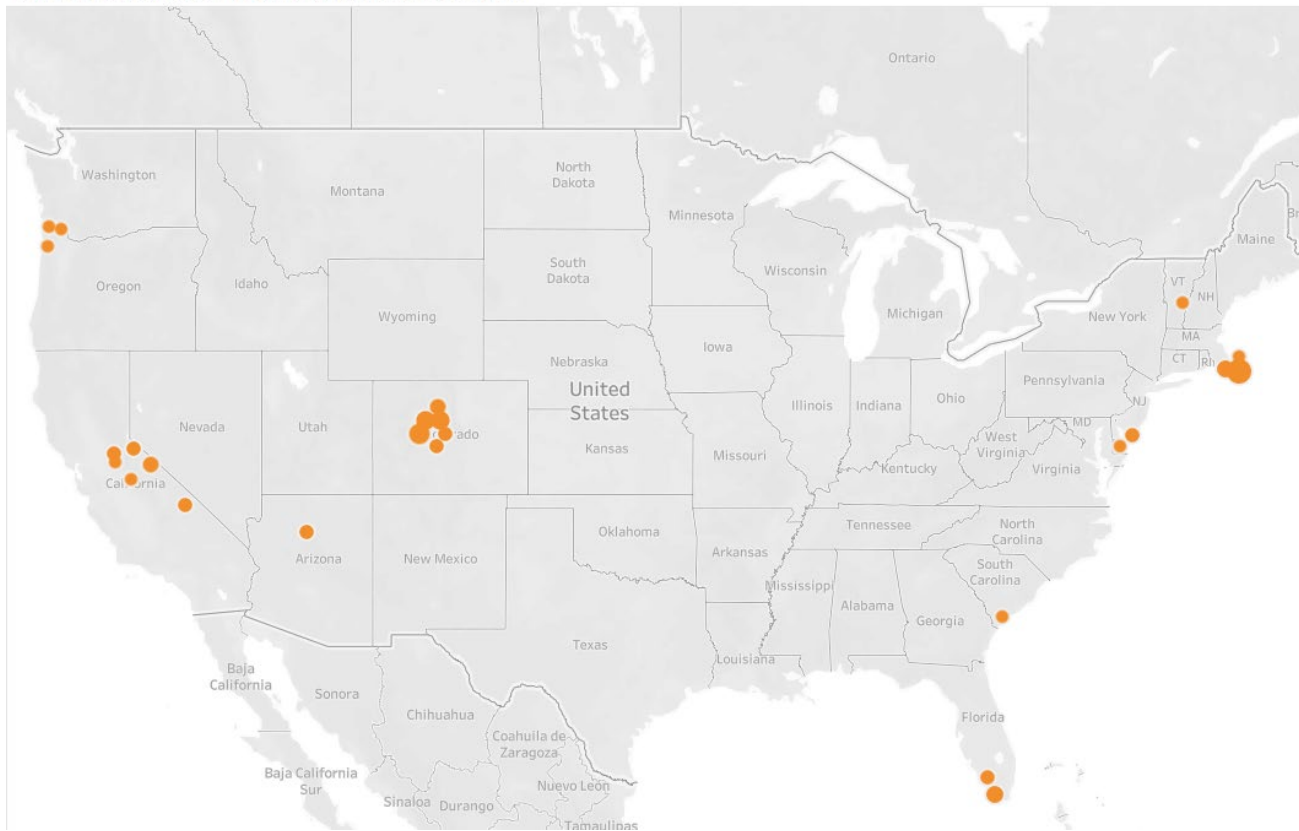 Ontario
Washington
Montana
North
Dakota
Minnesota
Maine
Oregon
Idaho
South
Dakota
Wisconsin
VT
NH
Wyoming
Michigan
New York
MA
Iowa
CT
RI
Nebraska
United
States
Pennsylvania
NJ
Nevada
Utah
Illinois
Indiana
Ohio
MD
Kansas
Missouri
West
Virginia
Virginia
Kentucky
California
Oklahoma
Tennessee
North
Carolina
Arizona
New Mexico
Arkansas
South
Carolina
Mississippi
Alabama
Georgia
Texas
Louisiana
Baja
California
Sonora
Chihuahua
Florida
Coahuila de
Zaragoza
Baja California
Sur
Nuevo León
Sinaloa
Durango
Tamaulipas